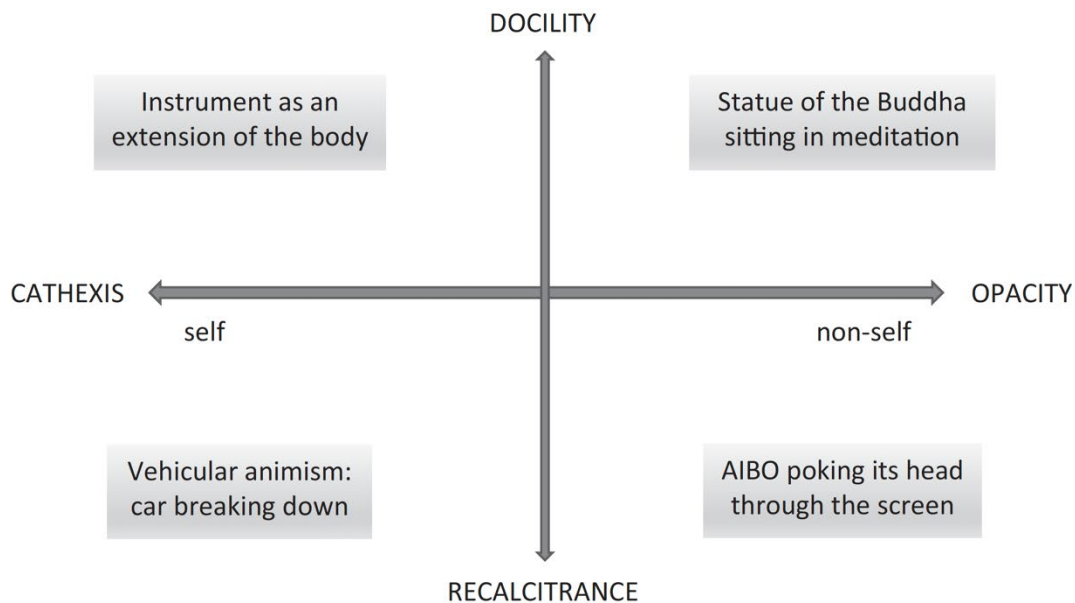 DOCILITY
Instrument as an
extension of the body
Statue of the Buddha
sitting in meditation
CATHEXIS
OPACITY
self
non-self
Vehicular animism:
car breaking down
AIBO poking its head
through the screen
RECALCITRANCE